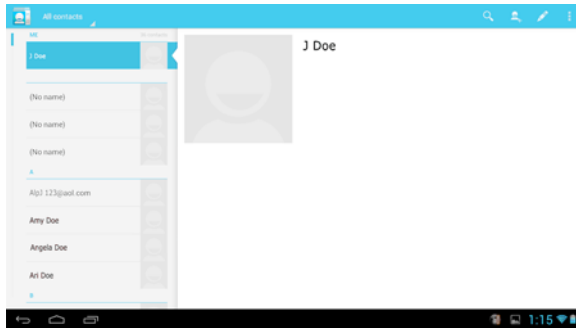 All contacts
ME
J Doe
J Doe
(No name)
(No name)
(No name)
A
AlpJ 123@aol.com
Amy Doe
Angela Doe
Ari Doe
B
1:15